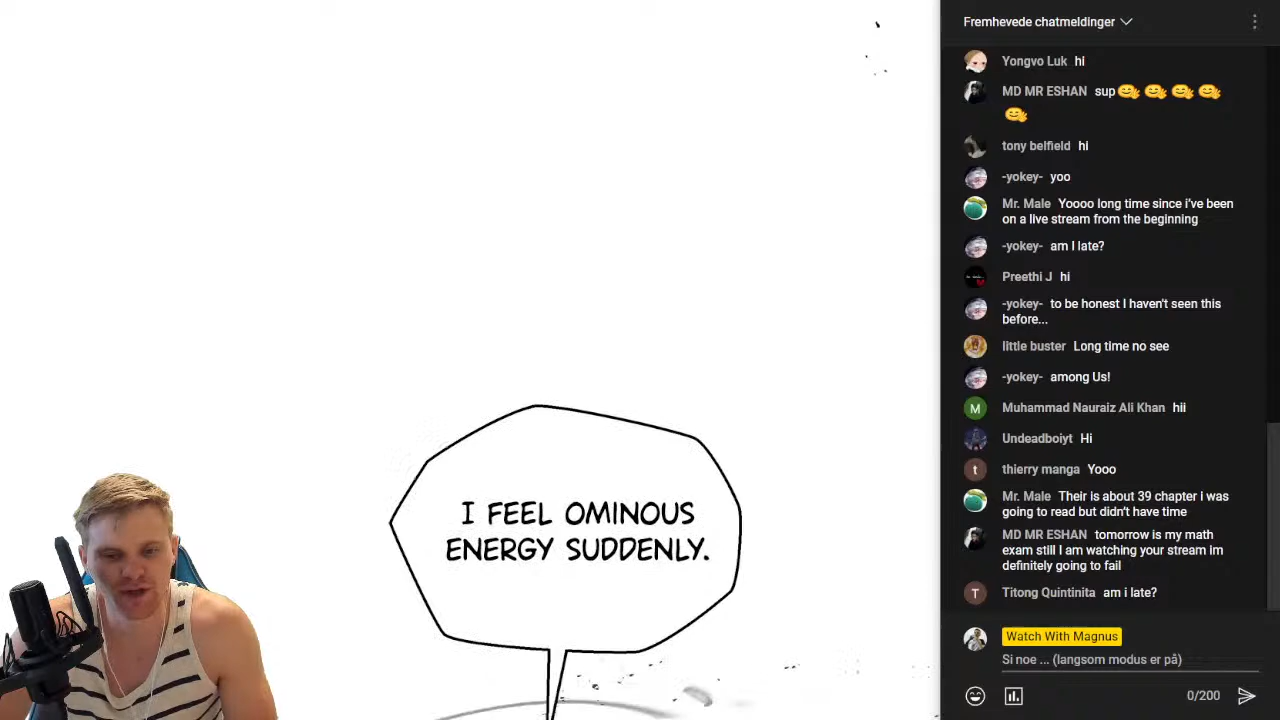 I FEEL OMINOUS
ENERGY SUDDENLY.
Fremhevede chatmeldinger
Yongvo Luk hi
MD MR ESHAN sup🤗 🤗 🤗 🤗
🤗
tony belfield hi
-yokey- yoo
Mr. Male Yoooo long time since i've been
on a live stream from the beginning
-yokey- am I late?
Preethi J hi
-yokey- to be honest I haven't seen this
before...
little buster Long time no see
-yokey- among Us!
M
Muhammad Nauraiz Ali Khan hii
Undeadboiyt Hi
t
thierry manga Yooo
Mr. Male Their is about 39 chapter i was
going to read but didn't have time
MD MR ESHAN tomorrow is my math
exam still I am watching your stream im
definitely going to fail
T
Titong Quintinita am i late?
Watch With Magnus
Si noe ... (langsom modus er på)
0/200